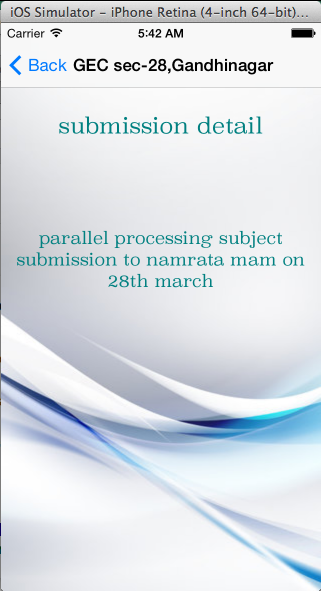 iOS Simulator - iPhone Retina (4-inch 64-bit)...
Carrier 5:42 AM
Back GEC sec-28,Gandhinagar
submission detail
parallel processing subject
submission to namrata mam on
28th march